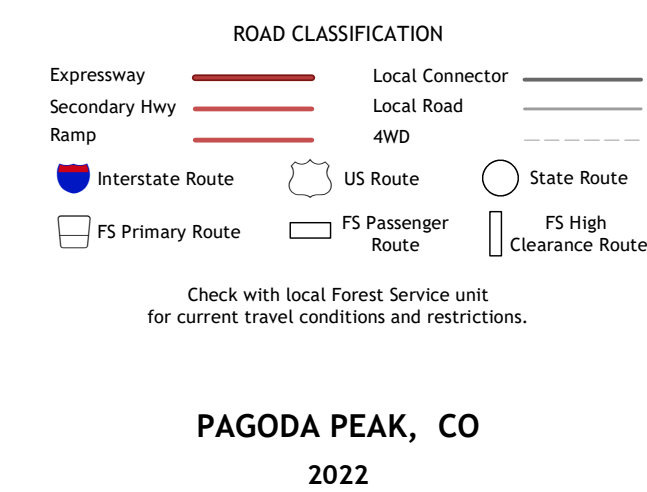 ROAD CLASSIFICATION
Expressway
Local Connector
Secondary Hwy
Local Road
Ramp
4WD
Interstate Route
US Route
State Route
FS Primary Route
FS Passenger
Route
FS High
Clearance Route
Check with local Forest Service unit
for current travel conditions and restrictions.
PAGODA PEAK, CO
2022